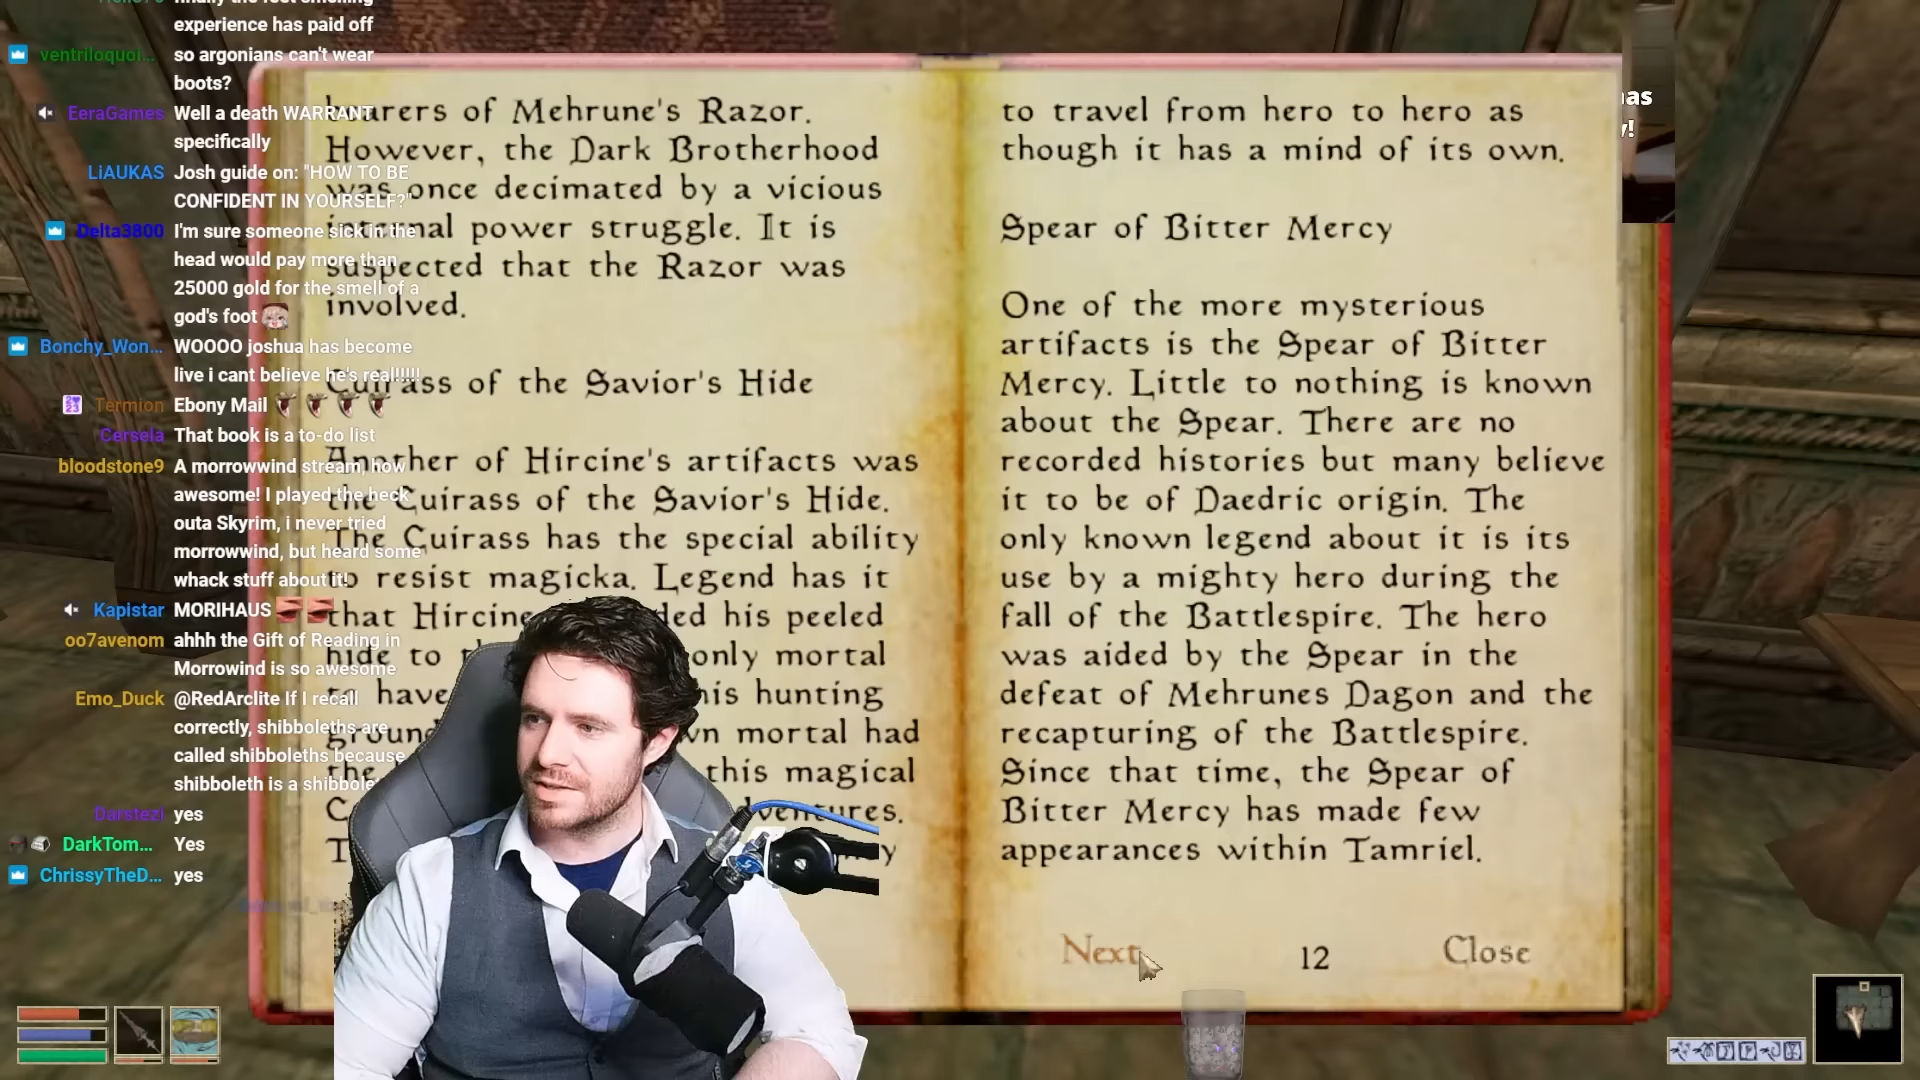 experience has paid off
ventriloquoi... so argonians can't wear
boots?
EeraGames Well a death WARRANT
specifically
LiAUKAS Josh guide on: "HOW TO BE
CONFIDENT IN YOURSELF?"
Delta3800 I'm sure someone sick in the
head would pay more than
25000 gold for the smell of a
god's foot
Bonchy_Won... WOOOO joshua has become
live i cant believe he's real!!!!!
Termion Ebony Mail
Cersela That book is a to-do list
bloodstone9 A morrowwind stream, how
awesome! I played the heck
outa Skyrim, i never tried
morrowwind, but heard some
whack stuff about it!
Kapistar MORIHAUS
oo7avenom ahhh the Gift of Reading in
Morrowind is so awesome
Emo_Duck @RedArclite If I recall
correctly, shibboleths are
called shibboleths because
shibboleth is a shibbole
Darstezi yes
DarkTom... Yes
ChrissyTheD... yes
of Mehrune's Razor.
However, the Dark Brotherhood
was once decimated by a vicious
internal power struggle. It is
suspected that the Razor was
involved.
Cuirass of the Savior's Hide
Another of Hircine's artifacts was
the Cuirass of the Savior's Hide.
The Cuirass has the special ability
to resist magicka. Legend has it
that Hircine his peeled
hide to only mortal
have his hunting
mortal had
the this magical
to travel from hero to hero as
though it has a mind of its own.
Spear of Bitter Mercy
One of the more mysterious
artifacts is the Spear of Bitter
Mercy. Little to nothing is known
about the Spear. There are no
recorded histories but many believe
it to be of Daedric origin. The
only known legend about it is its
use by a mighty hero during the
fall of the Battlespire. The hero
was aided by the Spear in the
defeat of Mehrunes Dagon and the
recapturing of the Battlespire.
Since that time, the Spear of
Bitter Mercy has made few
appearances within Tamriel.
Next 12 Close